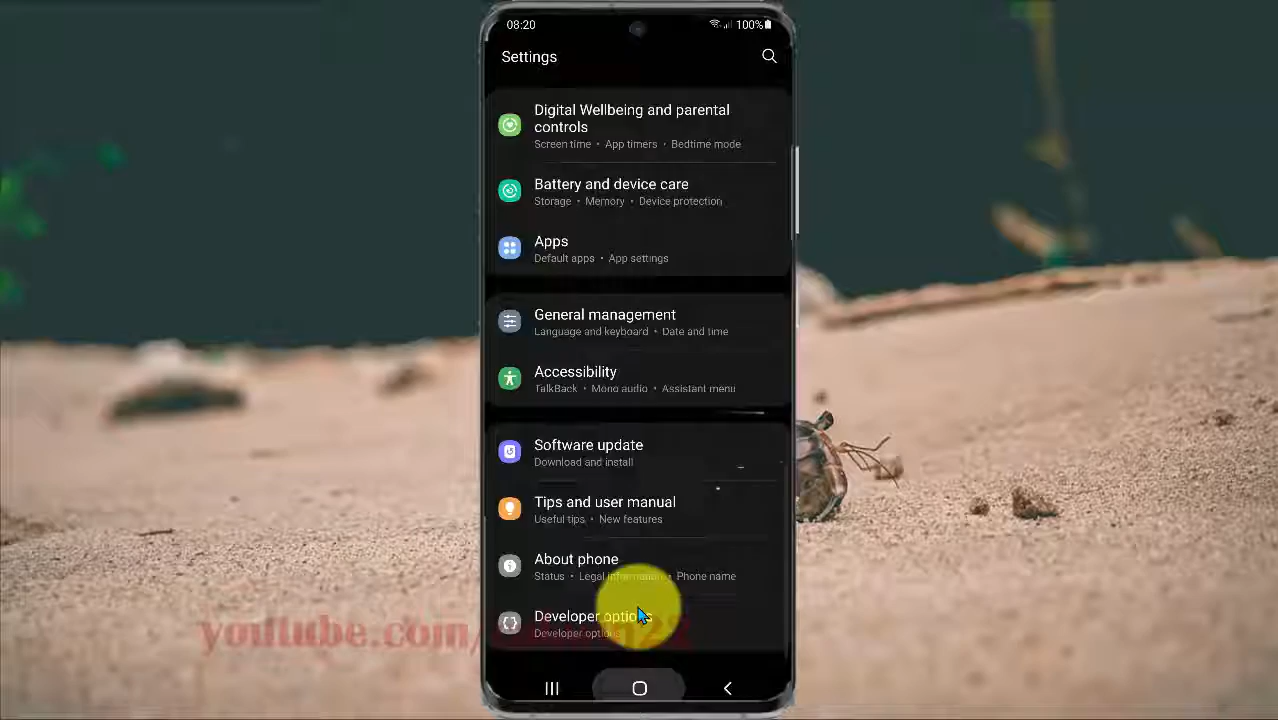 08:20
100%
Settings
Digital Wellbeing and parental
controls
Screen time • App timers • Bedtime mode
Battery and device care
Storage • Memory • Device protection
Apps
Default apps • App settings
General management
Language and keyboard • Date and time
Accessibility
TalkBack • Mono audio • Assistant menu
Software update
Download and install
Tips and user manual
Useful tips • New features
About phone
Status • Legal information • Phone name
Developer options
Developer options
youtube.com/